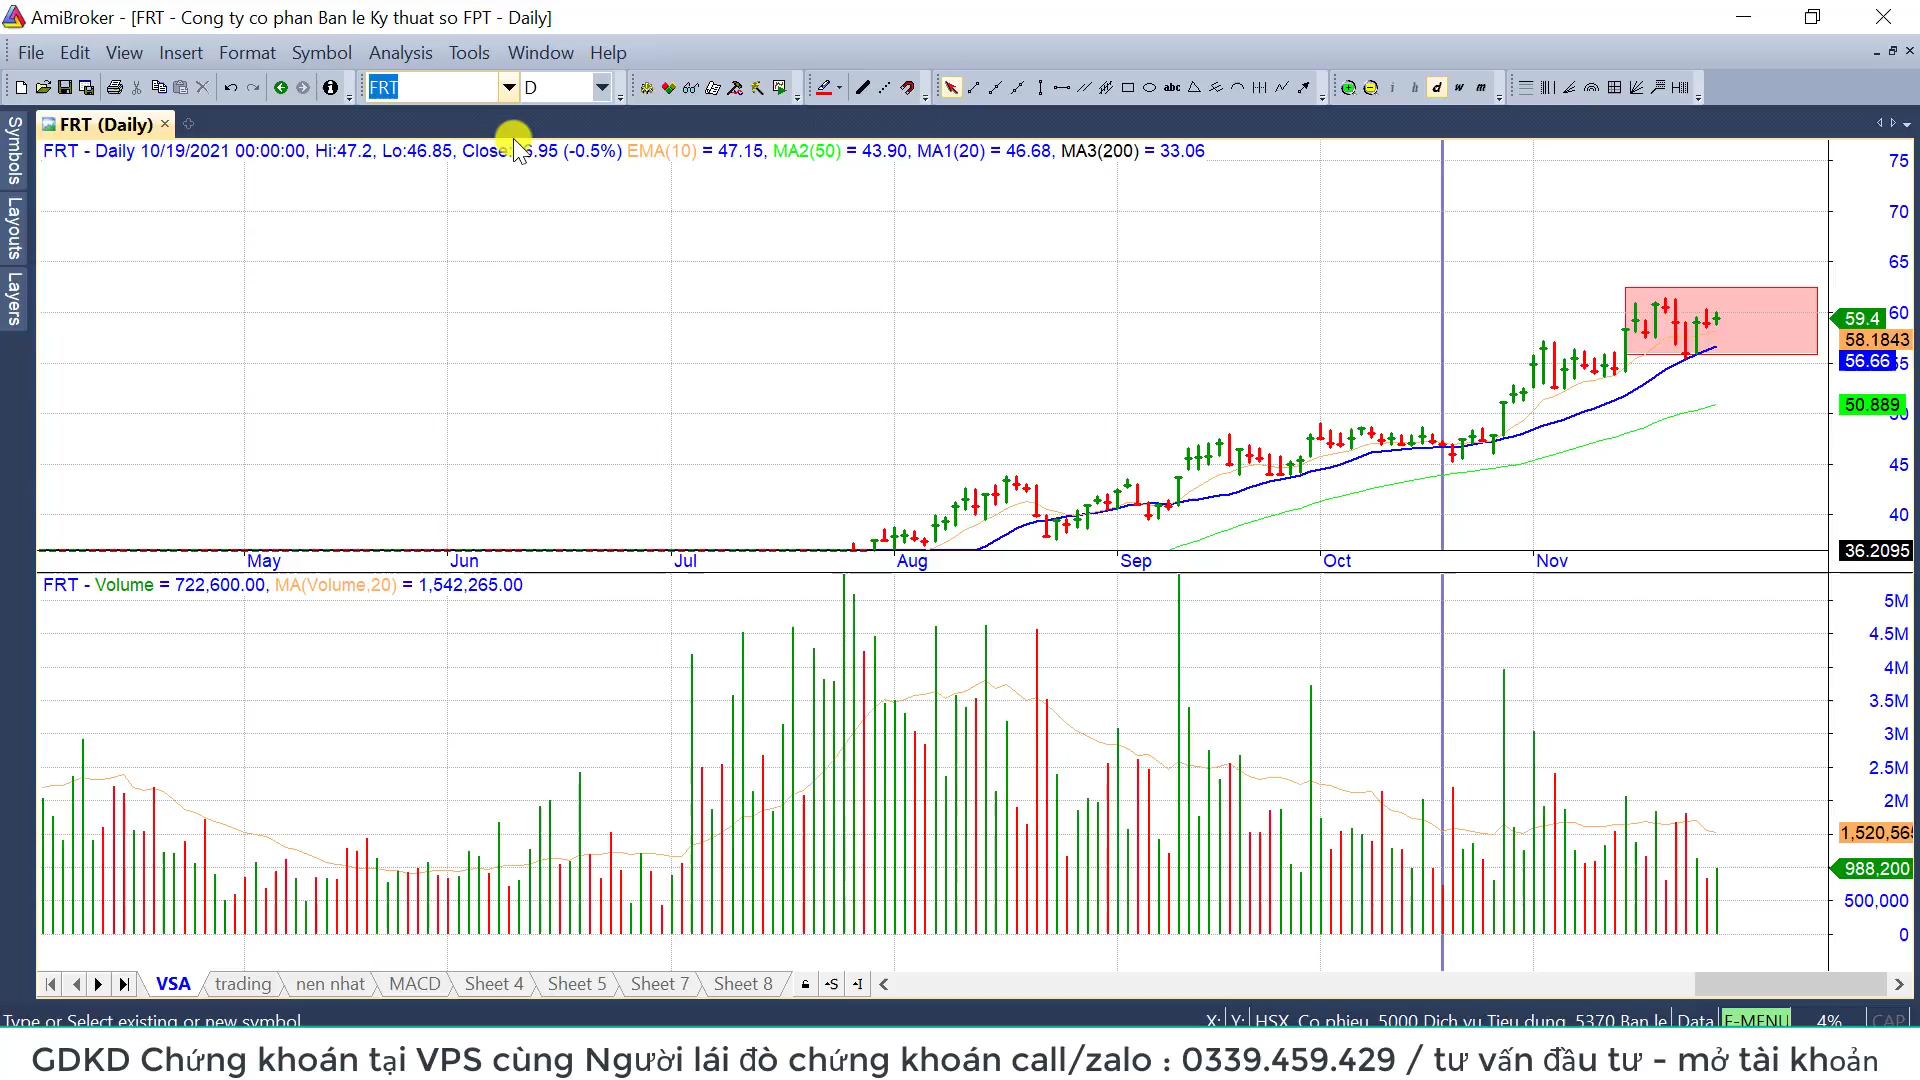 AmiBroker - [FRT - Cong ty co phan Ban le Ky thuat so FPT - Daily]
File Edit View Insert Format Symbol Analysis Tools Window Help
FRT D abc i h d w m
Symbols
Layouts
Layers
FRT (Daily)
FRT - Daily 10/19/2021 00:00:00, Hi:47.2, Lo:46.85, Close: 6.95 (-0.5%) EMA(10) = 47.15, MA2(50) = 43.90, MA1(20) = 46.68, MA3(200) = 33.06
75
70
65
60
59.4
58.1843
56.66
50.889
45
40
36.2095
May Jun Jul Aug Sep Oct Nov
FRT - Volume = 722,600.00, MA(Volume,20) = 1,542,265.00
5M
4.5M
4M
3.5M
3M
2.5M
2M
1,520,565
988,200
500,000
0
VSA trading nen nhat MACD Sheet 4 Sheet 5 Sheet 7 Sheet 8 -S -I
Type or Select existing or new symbol X: Y: HSX, Co phieu, 5000 Dich vu Tieu dung, 5370 Ban le Data E-MENU 4% CAP
GDKD Chứng khoán tại VPS cùng Người lái đò chứng khoán call/zalo : 0339.459.429 / tư vấn đầu tư - mở tài khoản